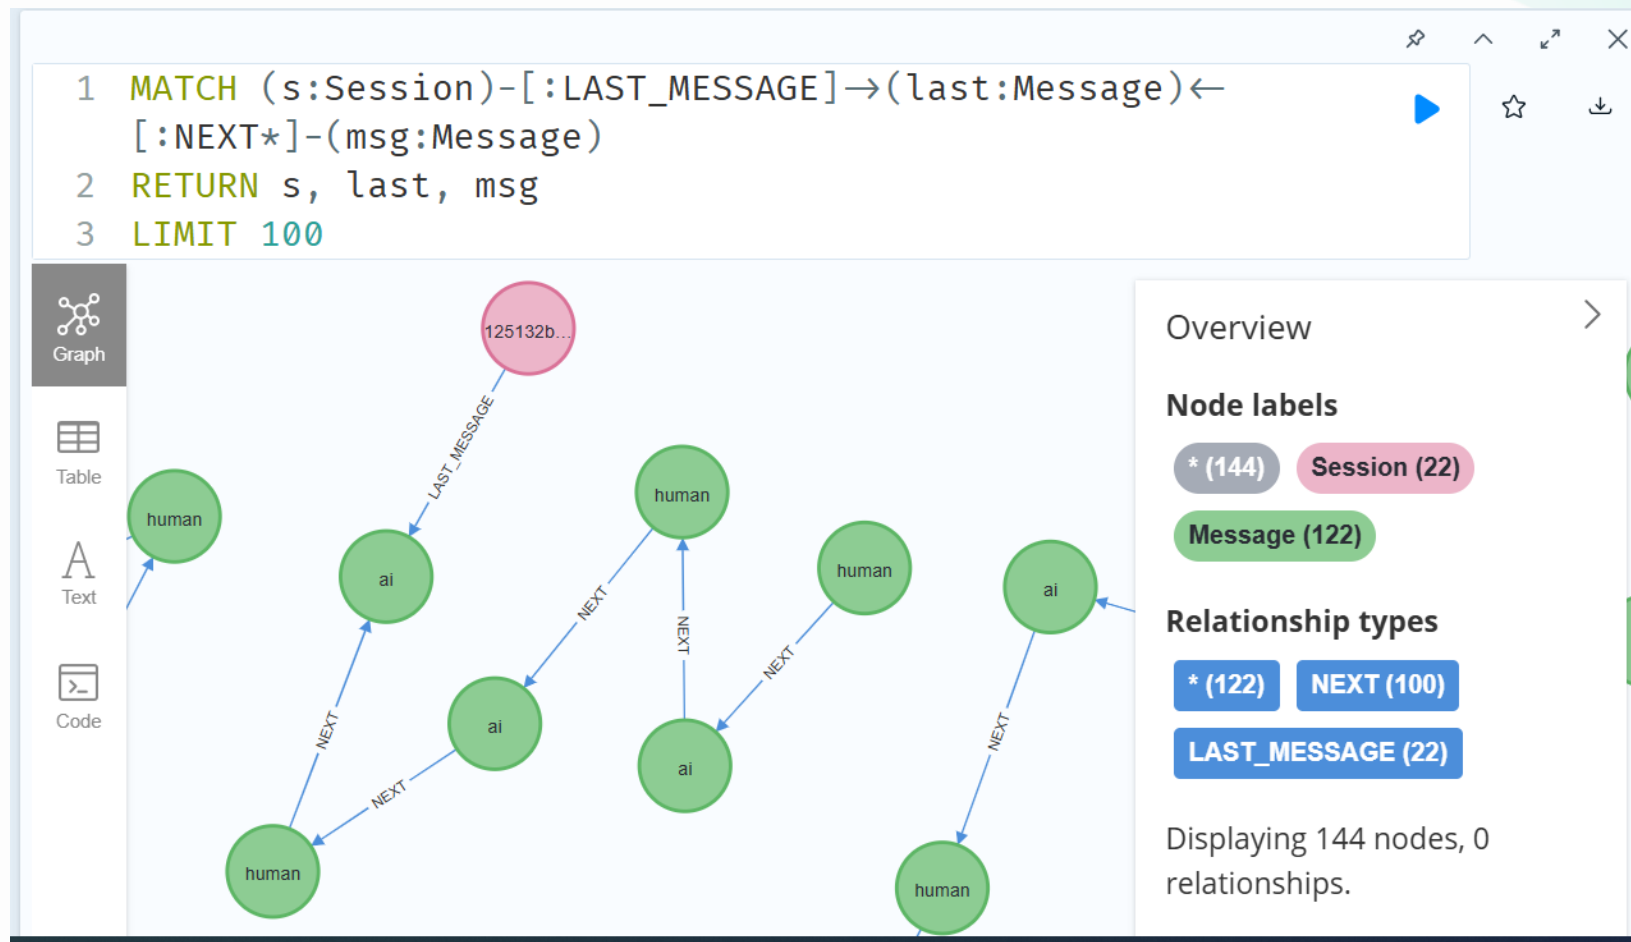 1 MATCH (s:Session)-[:LAST_MESSAGE]→(last:Message)←
[:NEXT*]-(msg:Message)
2 RETURN s, last, msg
3 LIMIT 100
Graph
Table
Text
Code
125132b...
LAST_MESSAGE
human
ai
human
human
ai
NEXT
NEXT
NEXT
NEXT
NEXT
NEXT
ai
ai
human
human
Overview
Node labels
* (144) Session (22)
Message (122)
Relationship types
* (122) NEXT (100)
LAST_MESSAGE (22)
Displaying 144 nodes, 0
relationships.